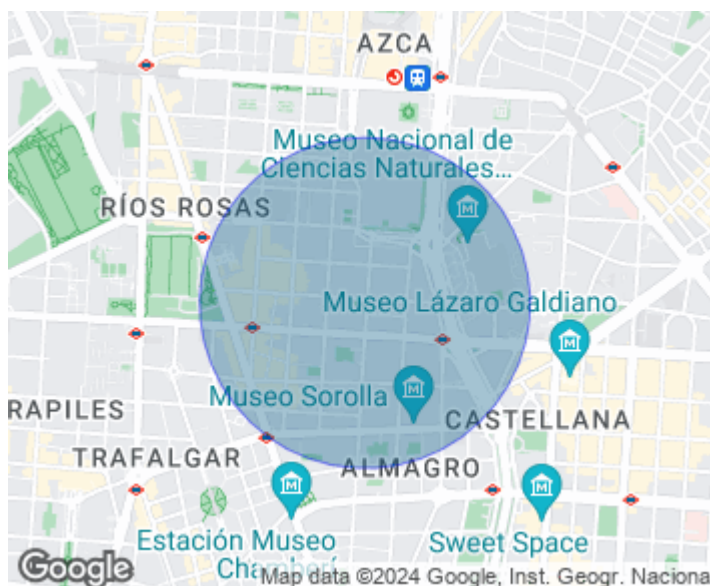 AZCA
Museo Nacional de
Ciencias Naturales...
RÍOS ROSAS
Museo Lázaro Galdiano
Museo Sorolla
RAPILES
CASTELLANA
TRAFALGAR
ALMAGRO
Estación Museo
Chamberí
Sweet Space
Google
Map data ©2024 Google, Inst. Geogr. Naciona